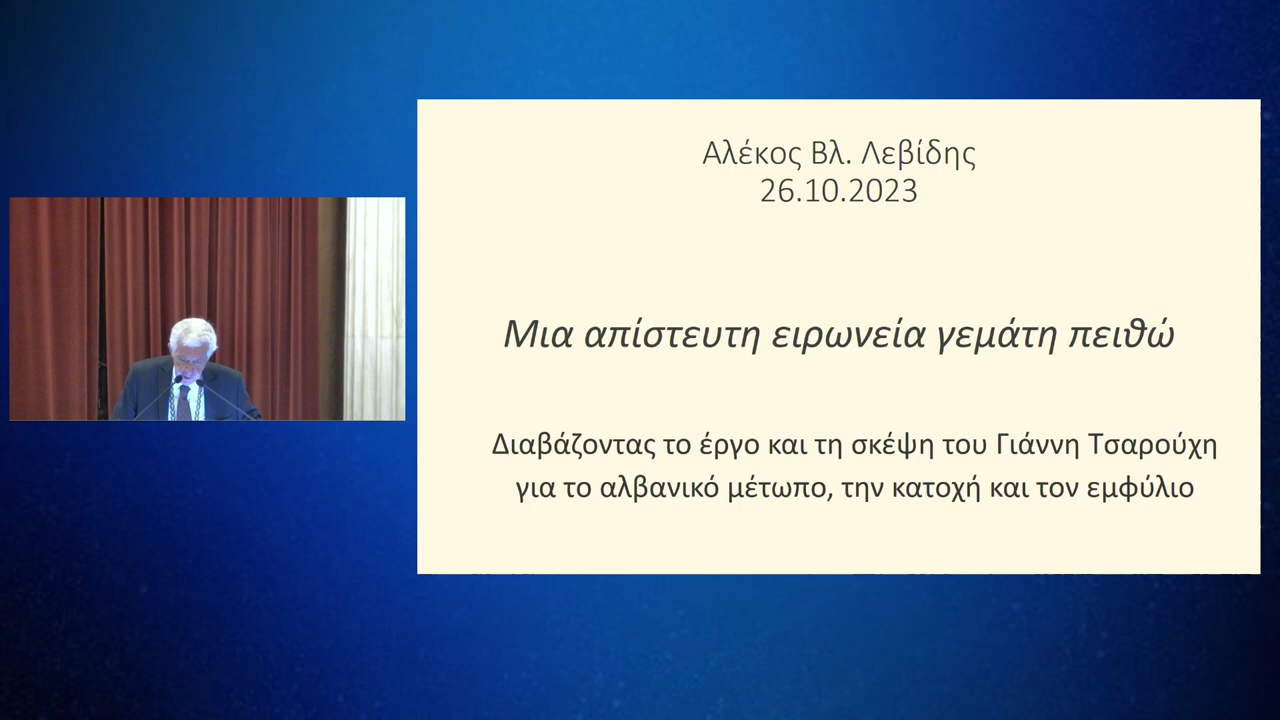 Αλέκος Βλ. Λεβίδης
26.10.2023
Μια απίστευτη ειρωνεία γεμάτη πειθώ
Διαβάζοντας το έργο και τη σκέψη του Γιάννη Τσαρούχη
για το αλβανικό μέτωπο, την κατοχή και τον εμφύλιο